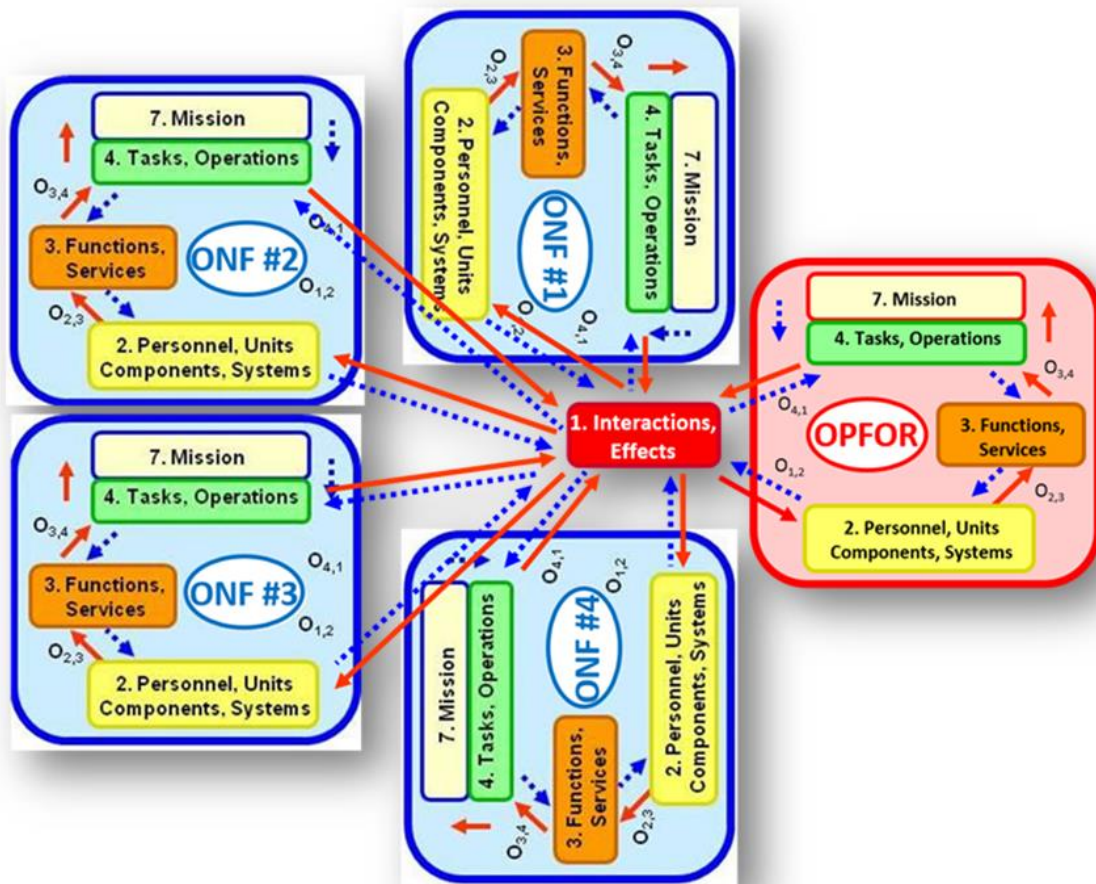 O2,3
3. Functions,
Services
O3,4
2. Personnel, Units
Components, Systems
ONF #1
4. Tasks, Operations
7. Mission
O4,1
7. Mission
4. Tasks, Operations
O3,4
3. Functions,
Services
ONF #2
O1,2
O2,3
2. Personnel, Units
Components, Systems
7. Mission
4. Tasks, Operations
O3,4
OPFOR
O4,1
3. Functions,
Services
O1,2
O2,3
2. Personnel, Units
Components, Systems
1. Interactions,
Effects
7. Mission
4. Tasks, Operations
O3,4
O4,1
3. Functions,
Services
ONF #3
O1,2
O2,3
2. Personnel, Units
Components, Systems
O4,1
O1,2
7. Mission
4. Tasks, Operations
ONF #4
2. Personnel, Units
Components, Systems
3. Functions,
Services
O3,4
O2,3